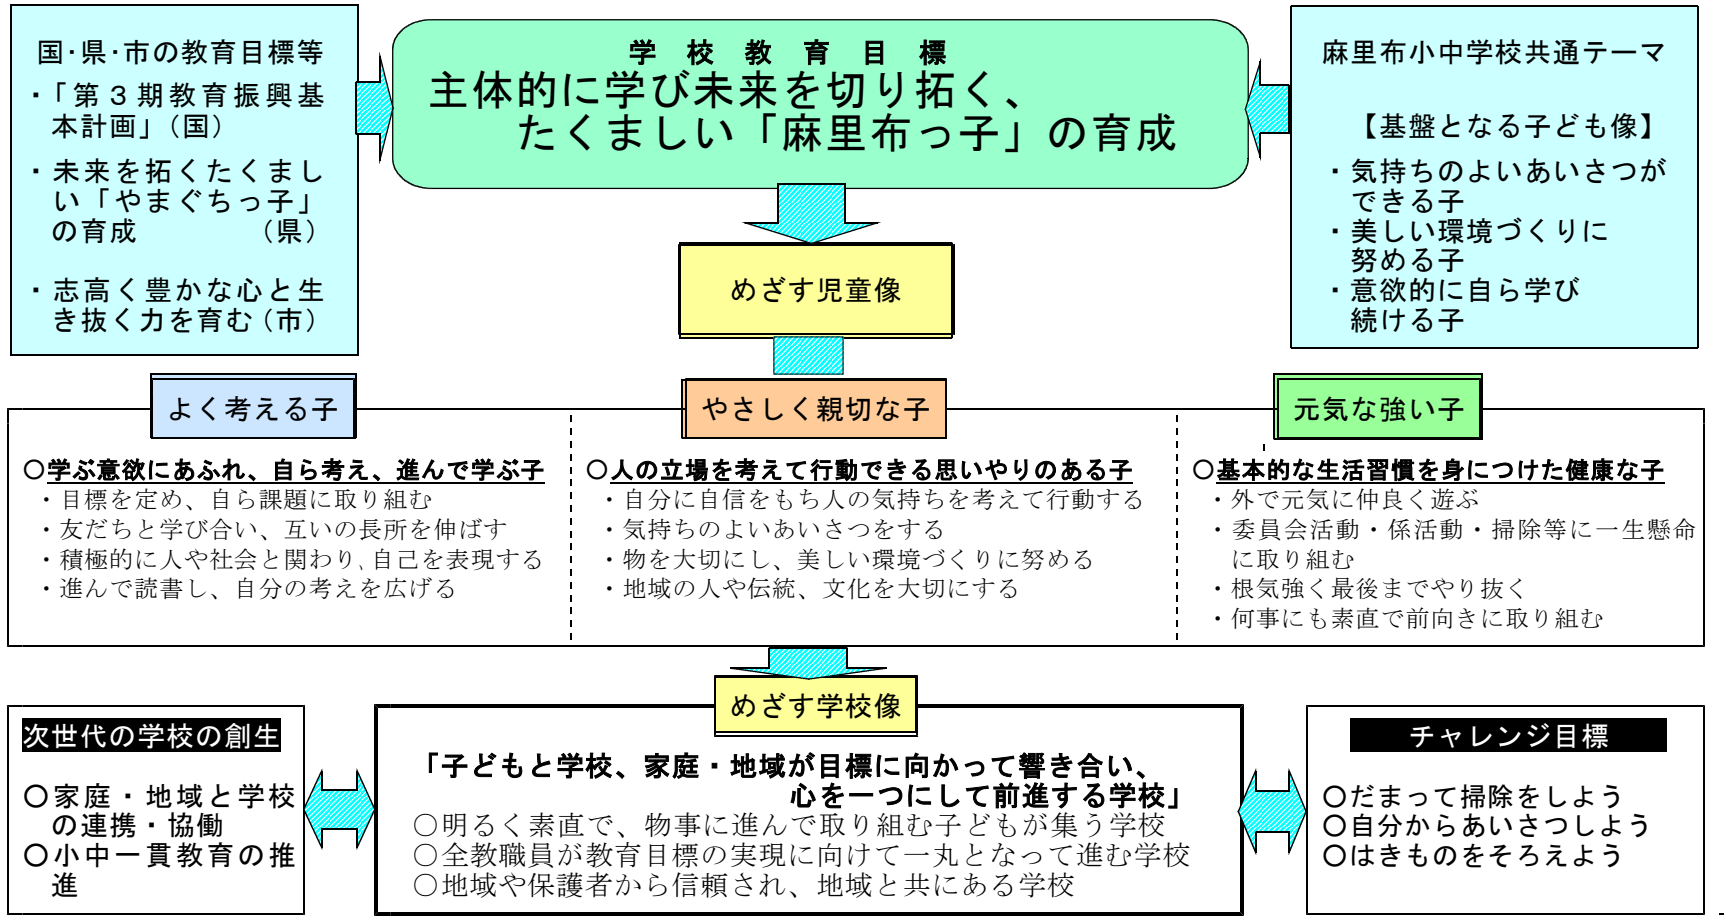 国・県・市の教育目標等
・「第3期教育振興基
本計画」（国）
・未来を拓くたくまし
い「やまぐちっ子」
の育成　　　（県）
・志高く豊かな心と生
き抜く力を育む（市）
学校教育目標
主体的に学び未来を切り拓く、
たくましい「麻里布っ子」の育成
麻里布小中学校共通テーマ
【基盤となる子ども像】
・気持ちのよいあいさつが
できる子
・美しい環境づくりに
努める子
・意欲的に自ら学び
続ける子
めざす児童像
よく考える子
○学ぶ意欲にあふれ、自ら考え、進んで学ぶ子
・目標を定め、自ら課題に取り組む
・友だちと学び合い、互いの長所を伸ばす
・積極的に人や社会と関わり、自己を表現する
・進んで読書し、自分の考えを広げる
やさしく親切な子
○人の立場を考えて行動できる思いやりのある子
・自分に自信をもち人の気持ちを考えて行動する
・気持ちのよいあいさつをする
・物を大切にし、美しい環境づくりに努める
・地域の人や伝統、文化を大切にする
元気な強い子
○基本的な生活習慣を身につけた健康な子
・外で元気に仲良く遊ぶ
・委員会活動・係活動・掃除等に一生懸命
に取り組む
・根気強く最後までやり抜く
・何事にも素直で前向きに取り組む
次世代の学校の創生
○家庭・地域と学校
の連携・協働
○小中一貫教育の推
進
めざす学校像
「子どもと学校、家庭・地域が目標に向かって響き合い、
心を一つにして前進する学校」
○明るく素直で、物事に進んで取り組む子どもが集う学校
○全教職員が教育目標の実現に向けて一丸となって進む学校
○地域や保護者から信頼され、地域と共にある学校
チャレンジ目標
○だまって掃除をしよう
○自分からあいさつしよう
○はきものをそろえよう